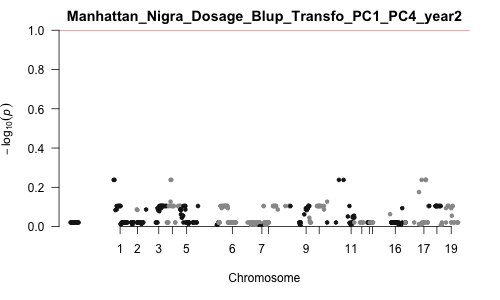 Manhattan_Nigra_Dosage_Blup_Transfo_PC1_PC4_year2
1.0
0.8
0.6
0.4
0.2
0.0
− log10(p)
1 2 3 5 6 7 9 11 16 17 19
Chromosome